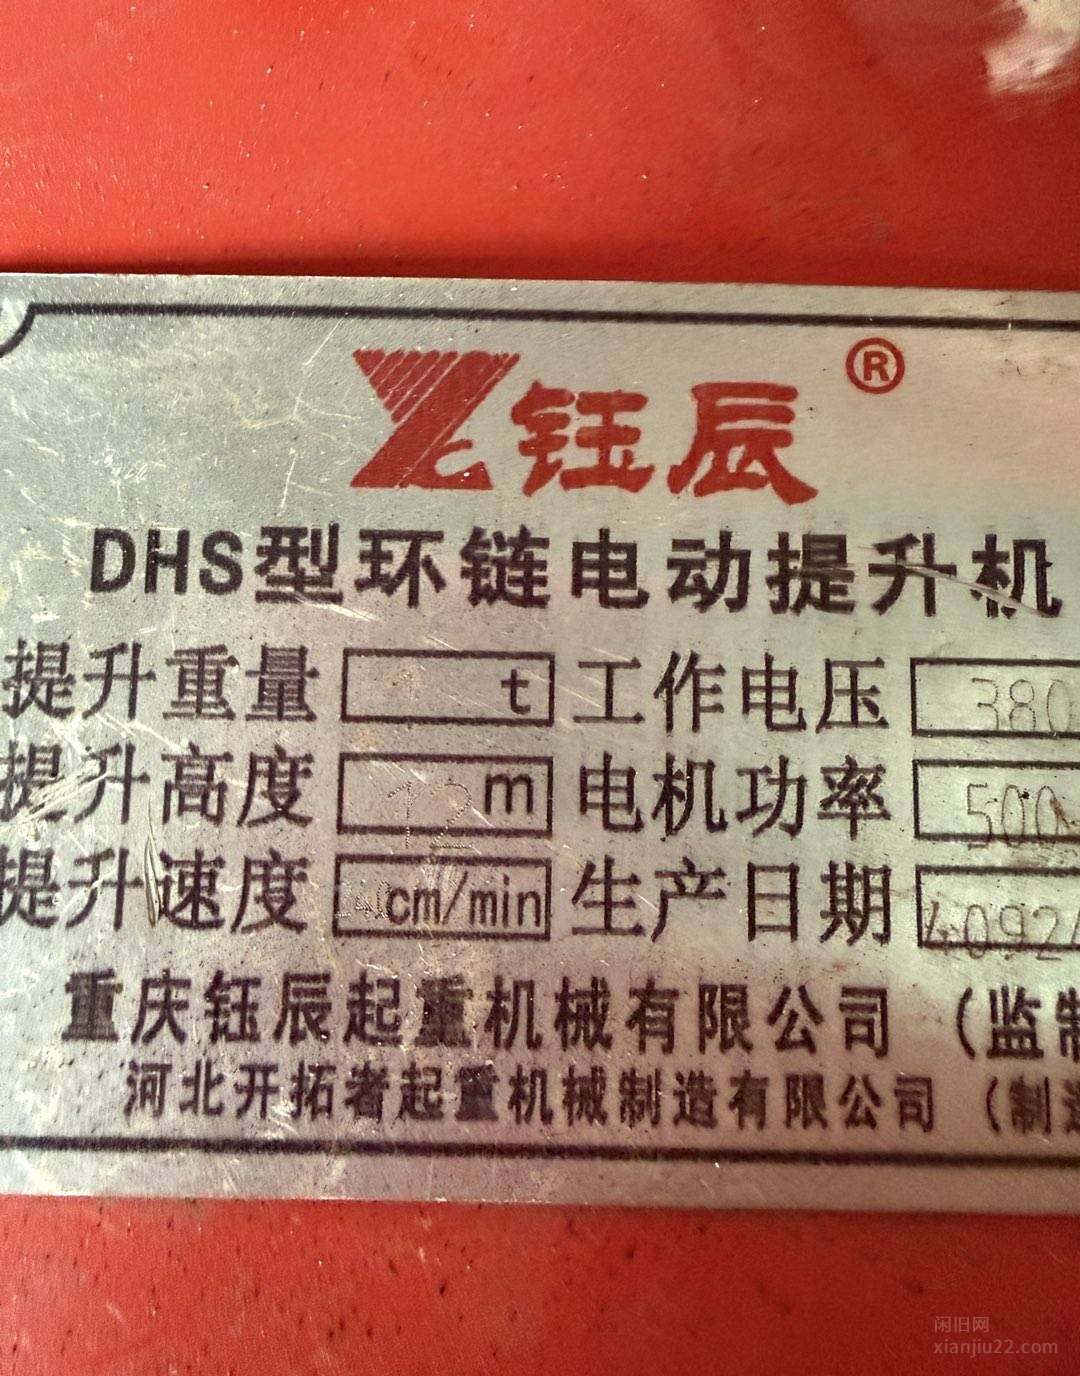 钰辰 ®
DHS型环链电动提升机
提升重量 1 t 工作电压 380
提升高度 12 m 电机功率 500
提升速度 cm/min 生产日期 40924
重庆钰辰起重机械有限公司 (监制
河北开拓者起重机械制造有限公司 (制造
闲旧网
xianjiu22.com